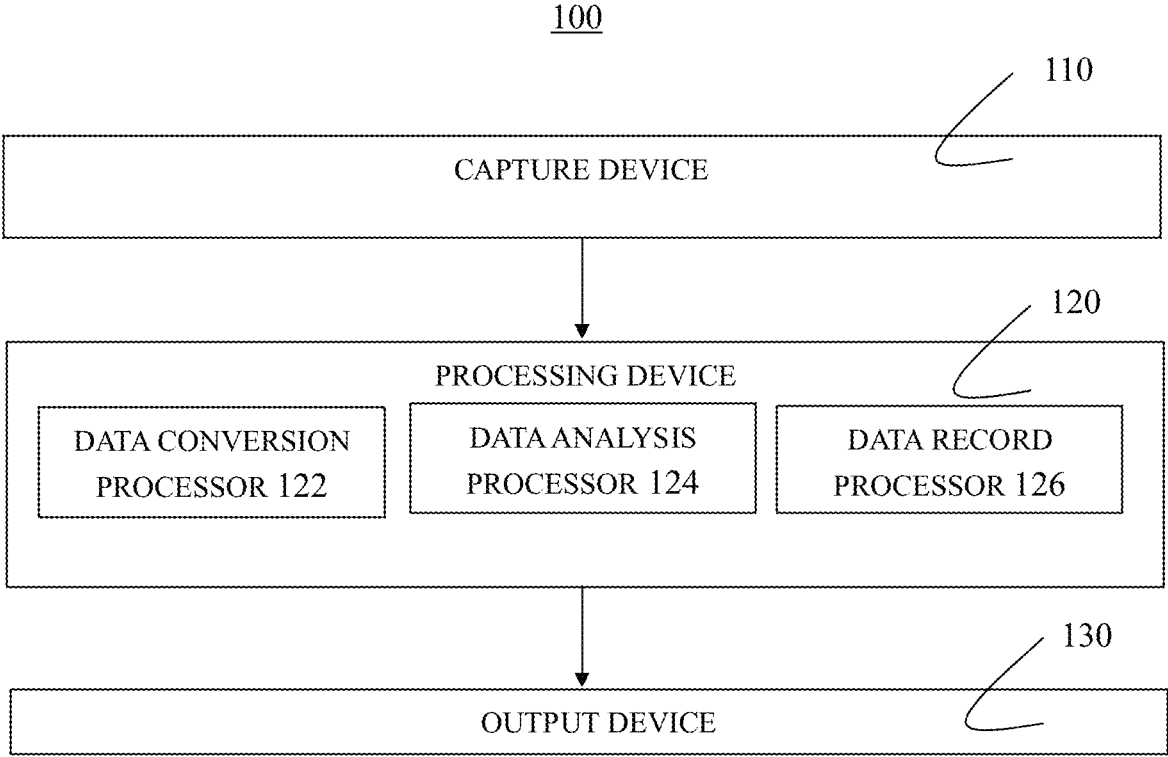 100
110
CAPTURE DEVICE
120
PROCESSING DEVICE
DATA CONVERSION
PROCESSOR 122
DATA ANALYSIS
PROCESSOR 124
DATA RECORD
PROCESSOR 126
130
OUTPUT DEVICE